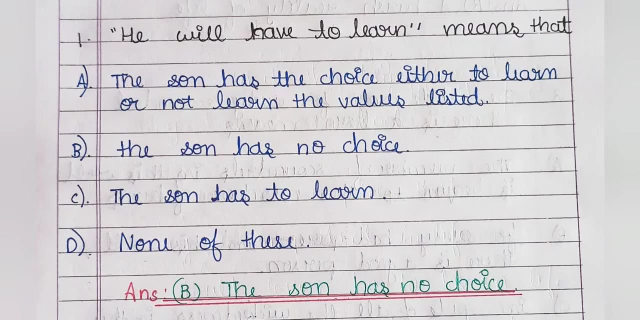 1. "He will have to learn" means that
A). The son has the choice either to learn
or not learn the values listed.
B). the son has no choice.
C). The son has to learn.
D). None of these.
Ans: (B) The son has no choice.